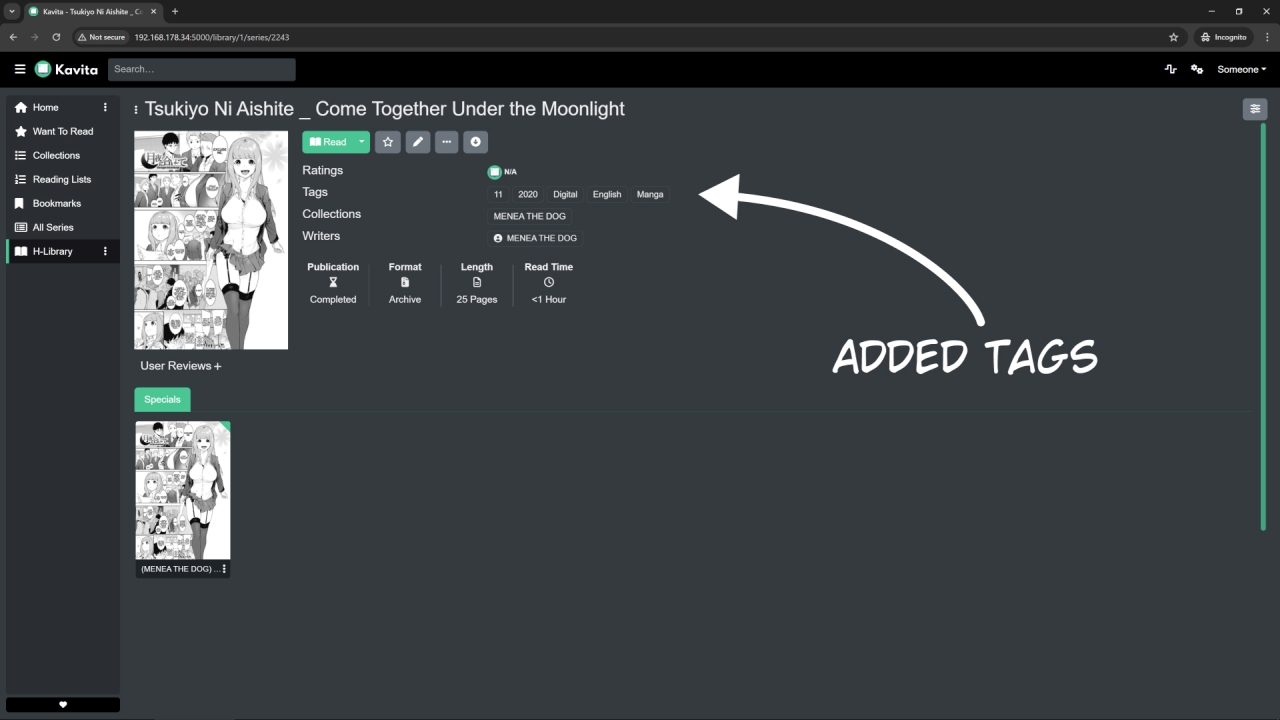 Kavita - Tsukiyo Ni Aishite _ Co
Not secure 192.168.178.34:5000/library/1/series/2243
Incognito
Kavita Search… Someone
Home
Want To Read
Collections
Reading Lists
Bookmarks
All Series
H-Library
Tsukiyo Ni Aishite _ Come Together Under the Moonlight
Read
Ratings N/A
Tags 11 2020 Digital English Manga
Collections MENEA THE DOG
Writers MENEA THE DOG
Publication Format Length Read Time
Completed Archive 25 Pages <1 Hour
ADDED TAGS
User Reviews +
Specials
(MENEA THE DOG) ...